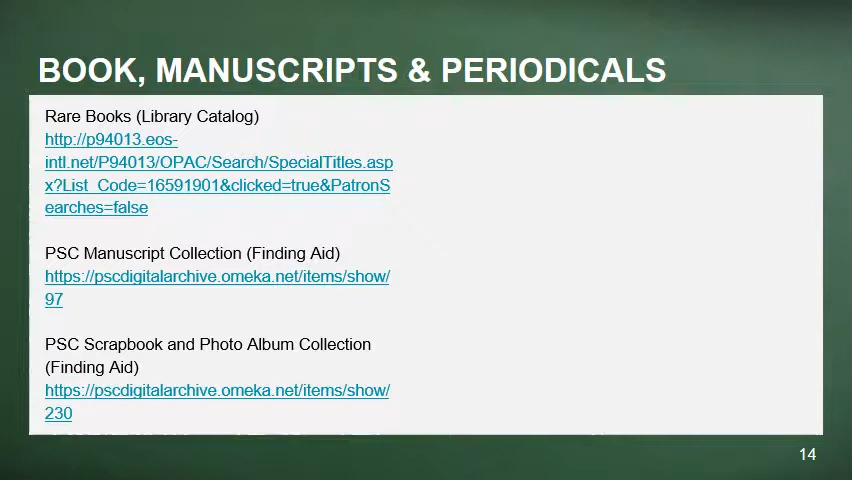 BOOK, MANUSCRIPTS & PERIODICALS
Rare Books (Library Catalog)
http://p94013.eos-
intl.net/P94013/OPAC/Search/SpecialTitles.asp
x?List_Code=16591901&clicked=true&PatronS
earches=false
PSC Manuscript Collection (Finding Aid)
https://pscdigitalarchive.omeka.net/items/show/
97
PSC Scrapbook and Photo Album Collection
(Finding Aid)
https://pscdigitalarchive.omeka.net/items/show/
230
14